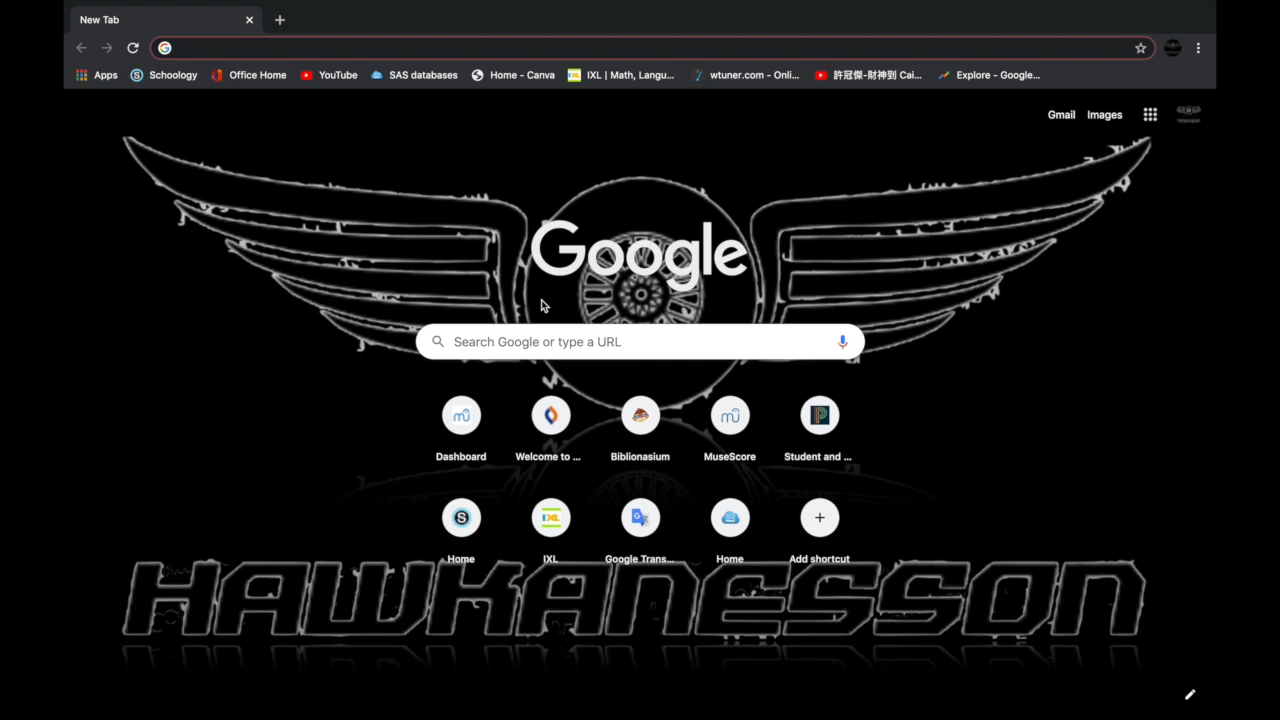 New Tab
Apps Schoology Office Home YouTube SAS databases Home - Canva IXL | Math, Langu... wtuner.com - Onli... 許冠傑-財神到 Cai... Explore - Google...
Gmail Images
Google
Search Google or type a URL
Dashboard Welcome to ... Biblionasium MuseScore Student and ...
Home IXL Google Trans... Home Add shortcut
HAWKANESSON